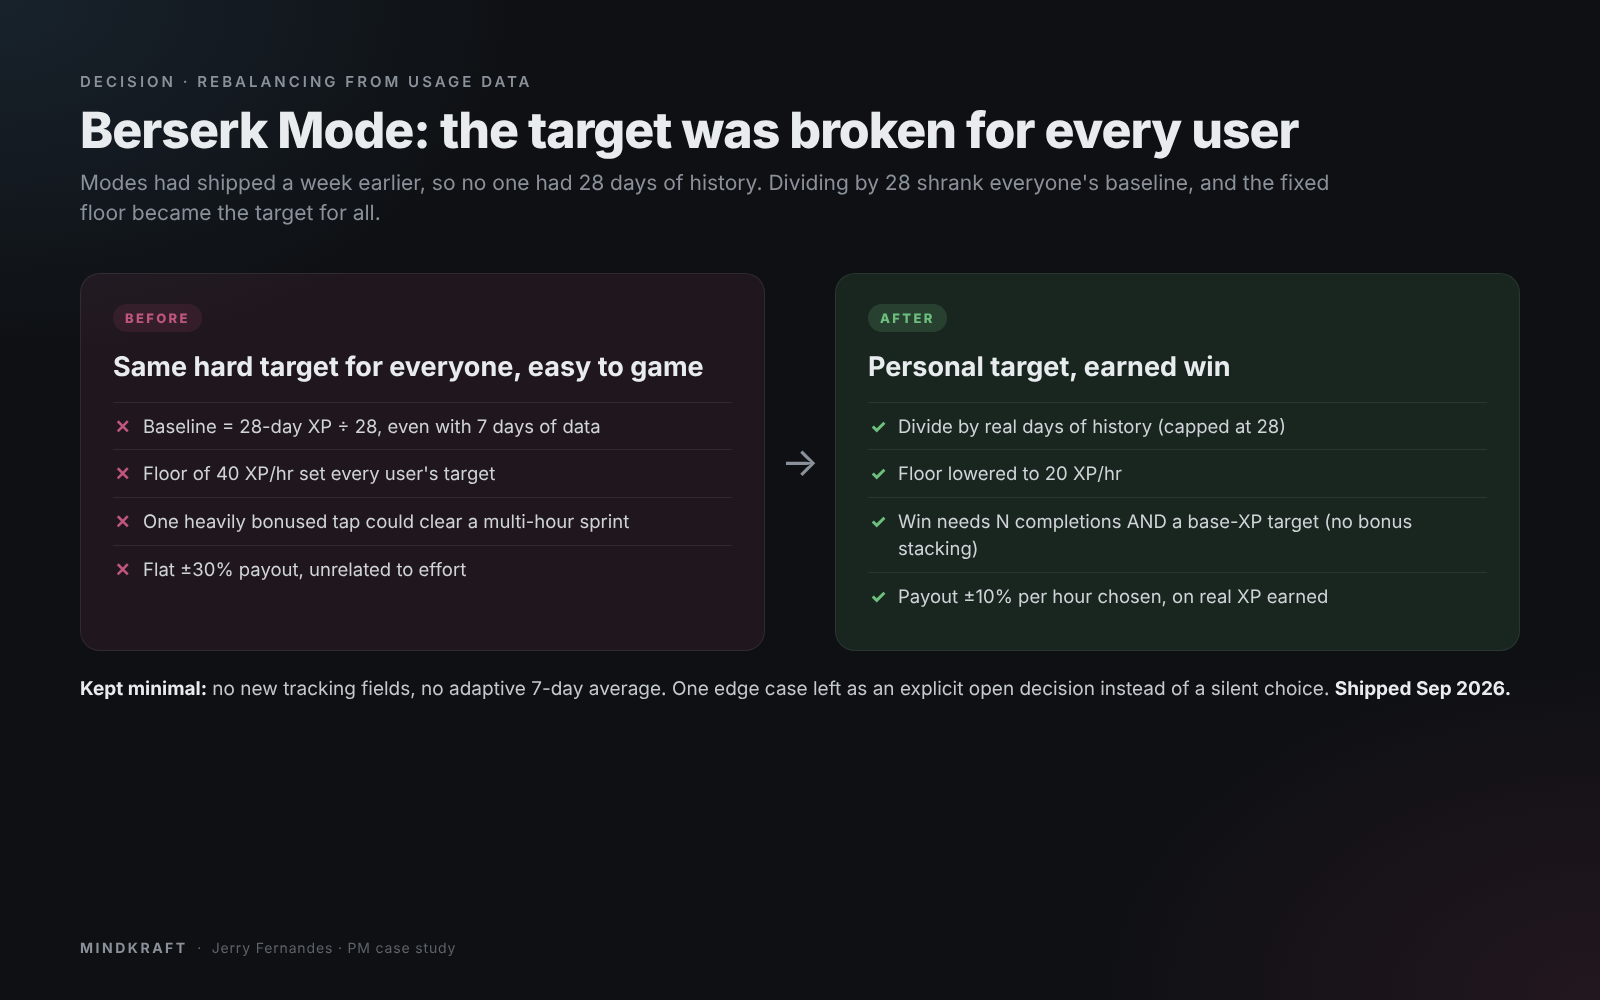 DECISION · REBALANCING FROM USAGE DATA
Berserk Mode: the target was broken for every user
Modes had shipped a week earlier, so no one had 28 days of history. Dividing by 28 shrank everyone's baseline, and the fixed
floor became the target for all.
BEFORE
Same hard target for everyone, easy to game
✕ Baseline = 28-day XP ÷ 28, even with 7 days of data
✕ Floor of 40 XP/hr set every user's target
✕ One heavily bonused tap could clear a multi-hour sprint
✕ Flat ±30% payout, unrelated to effort
→
AFTER
Personal target, earned win
✓ Divide by real days of history (capped at 28)
✓ Floor lowered to 20 XP/hr
✓ Win needs N completions AND a base-XP target (no bonus
stacking)
✓ Payout ±10% per hour chosen, on real XP earned
Kept minimal: no new tracking fields, no adaptive 7-day average. One edge case left as an explicit open decision instead of a silent choice. Shipped Sep 2026.
MINDKRAFT · Jerry Fernandes · PM case study